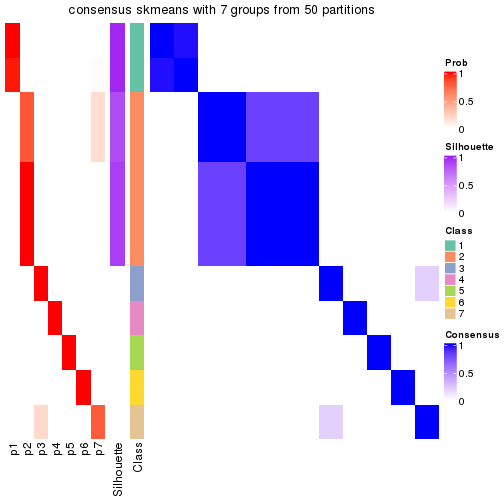 consensus skmeans with 7 groups from 50 partitions
Prob
1
0.5
0
Silhouette
1
0.5
0
Class
1
2
3
4
5
6
7
Consensus
1
0.5
0
p1
p2
p3
p4
p5
p6
p7
Silhouette
Class